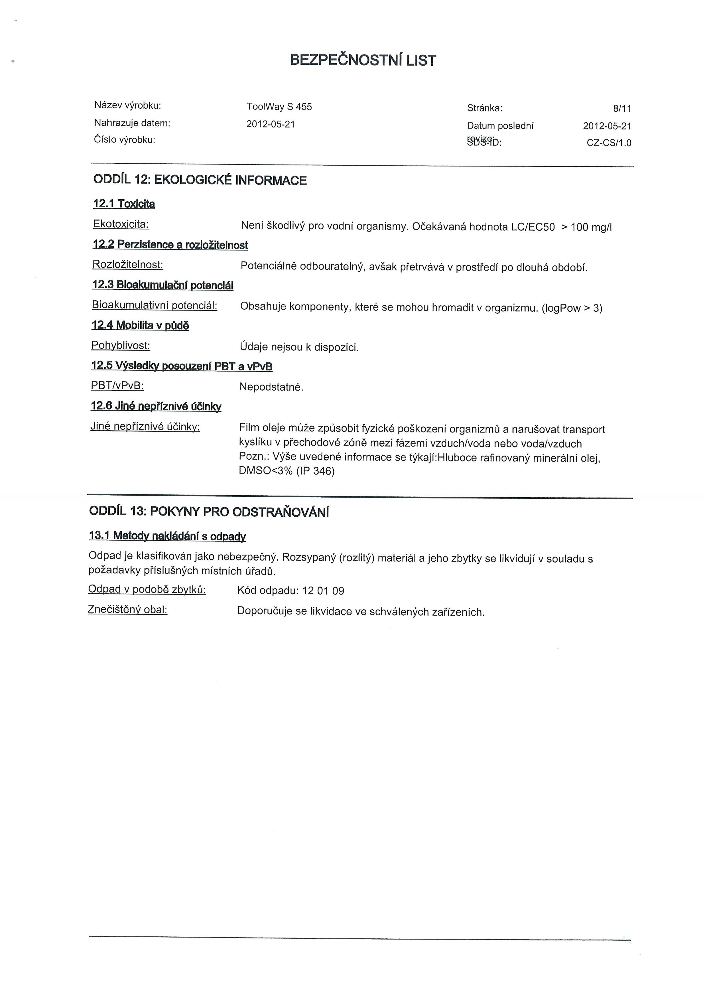 BEZPEČNOSTNÍ LIST
Název výrobku: ToolWay S 455 Stránka: 8/11
Nahrazuje datem: 2012-05-21 Datum poslední revize: 2012-05-21
Číslo výrobku: SDS-ID: CZ-CS/1.0
ODDÍL 12: EKOLOGICKÉ INFORMACE
12.1 Toxicita
Ekotoxicita: Není škodlivý pro vodní organismy. Očekávaná hodnota LC/EC50 > 100 mg/l
12.2 Perzistence a rozložitelnost
Rozložitelnost: Potenciálně odbouratelný, avšak přetrvává v prostředí po dlouhá období.
12.3 Bioakumulační potenciál
Bioakumulativní potenciál: Obsahuje komponenty, které se mohou hromadit v organizmu. (logPow > 3)
12.4 Mobilita v půdě
Pohyblivost: Údaje nejsou k dispozici.
12.5 Výsledky posouzení PBT a vPvB
PBT/vPvB: Nepodstatné.
12.6 Jiné nepříznivé účinky
Jiné nepříznivé účinky: Film oleje může způsobit fyzické poškození organizmů a narušovat transport
kyslíku v přechodové zóně mezi fázemi vzduch/voda nebo voda/vzduch
Pozn.: Výše uvedené informace se týkají:Hluboce rafinovaný minerální olej,
DMSO<3% (IP 346)
ODDÍL 13: POKYNY PRO ODSTRAŇOVÁNÍ
13.1 Metody nakládání s odpady
Odpad je klasifikován jako nebezpečný. Rozsypaný (rozlitý) materiál a jeho zbytky se likvidují v souladu s
požadavky příslušných místních úřadů.
Odpad v podobě zbytků: Kód odpadu: 12 01 09
Znečištěný obal: Doporučuje se likvidace ve schválených zařízeních.